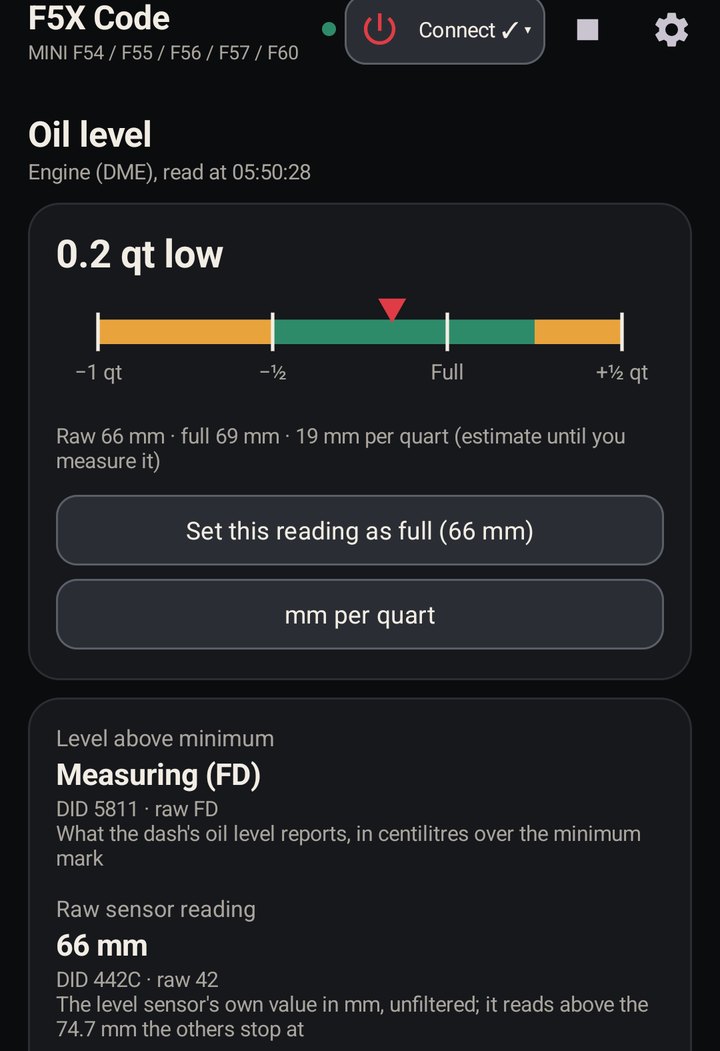 F5X Code
MINI F54 / F55 / F56 / F57 / F60
Connect ✓ ▾
Oil level
Engine (DME), read at 05:50:28
0.2 qt low
−1 qt −½ Full +½ qt
Raw 66 mm · full 69 mm · 19 mm per quart (estimate until you
measure it)
Set this reading as full (66 mm)
mm per quart
Level above minimum
Measuring (FD)
DID 5811 · raw FD
What the dash's oil level reports, in centilitres over the minimum
mark
Raw sensor reading
66 mm
DID 442C · raw 42
The level sensor's own value in mm, unfiltered; it reads above the
74.7 mm the others stop at